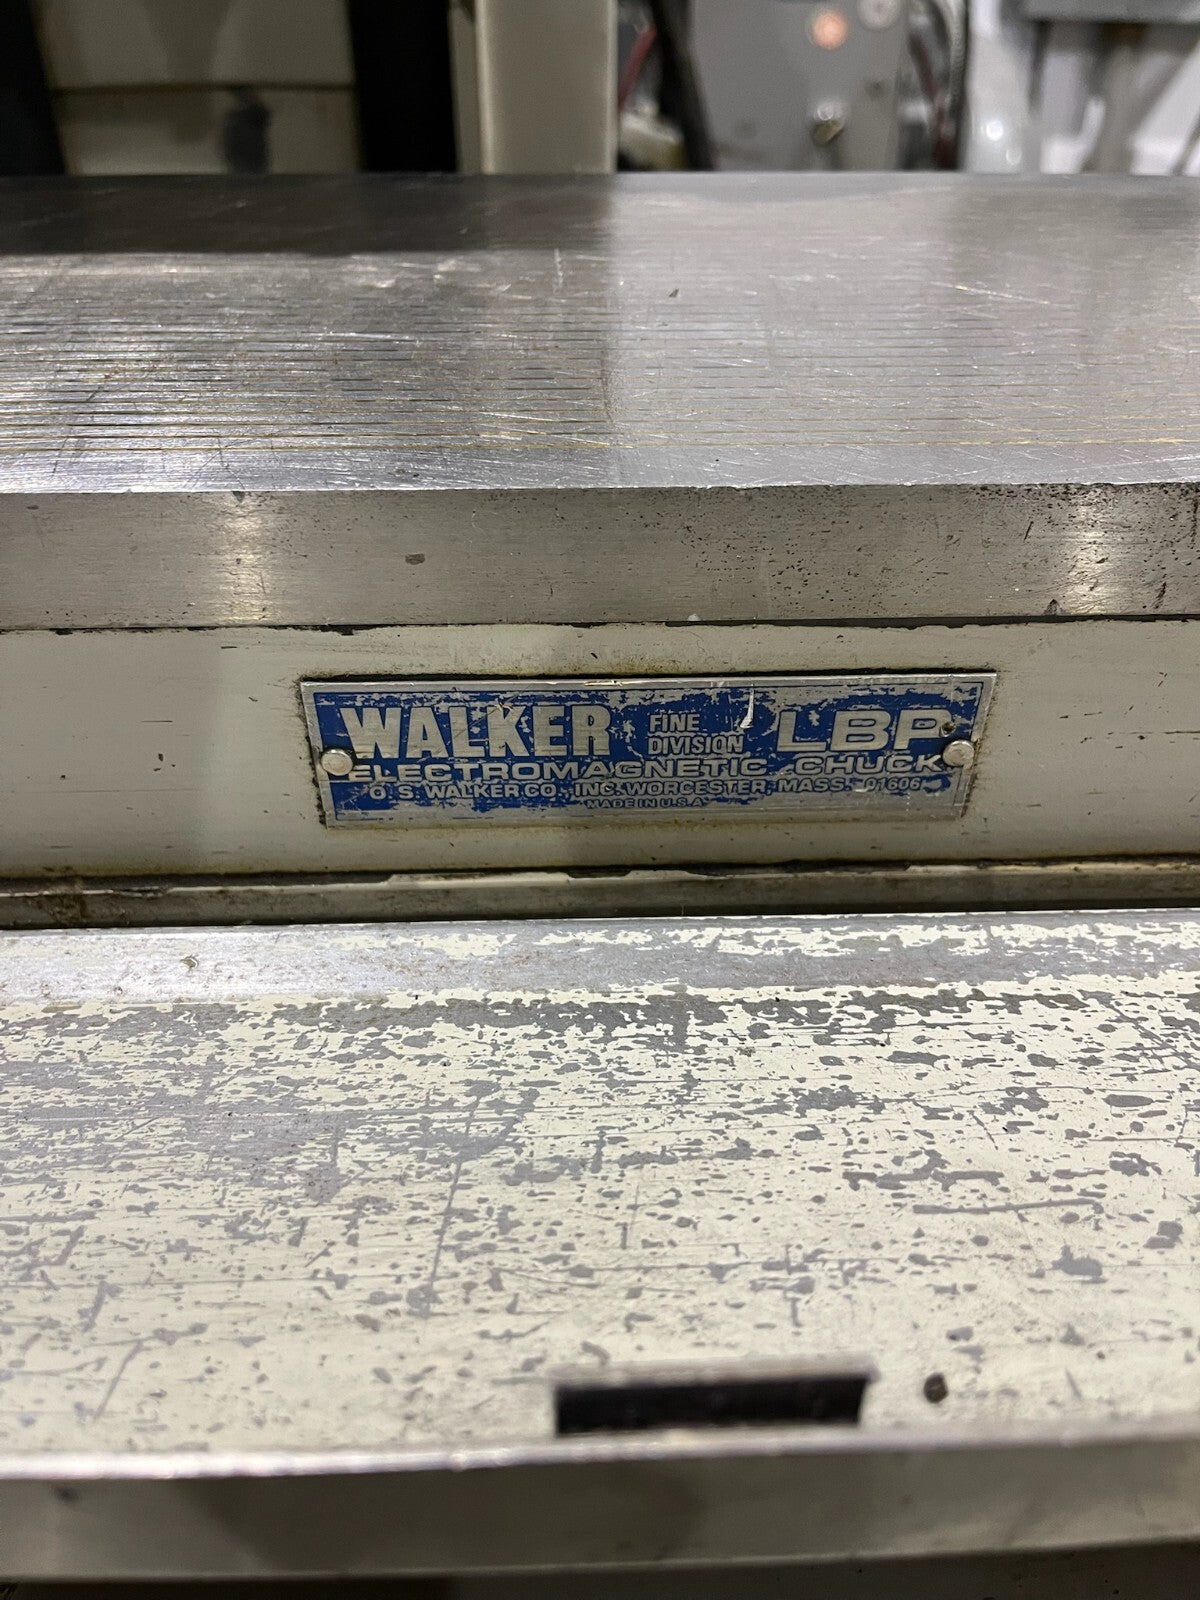 WALKER FINE DIVISION LBP
ELECTROMAGNETIC CHUCK
O. S. WALKER CO., INC. WORCESTER, MASS. 01606
MADE IN U.S.A.